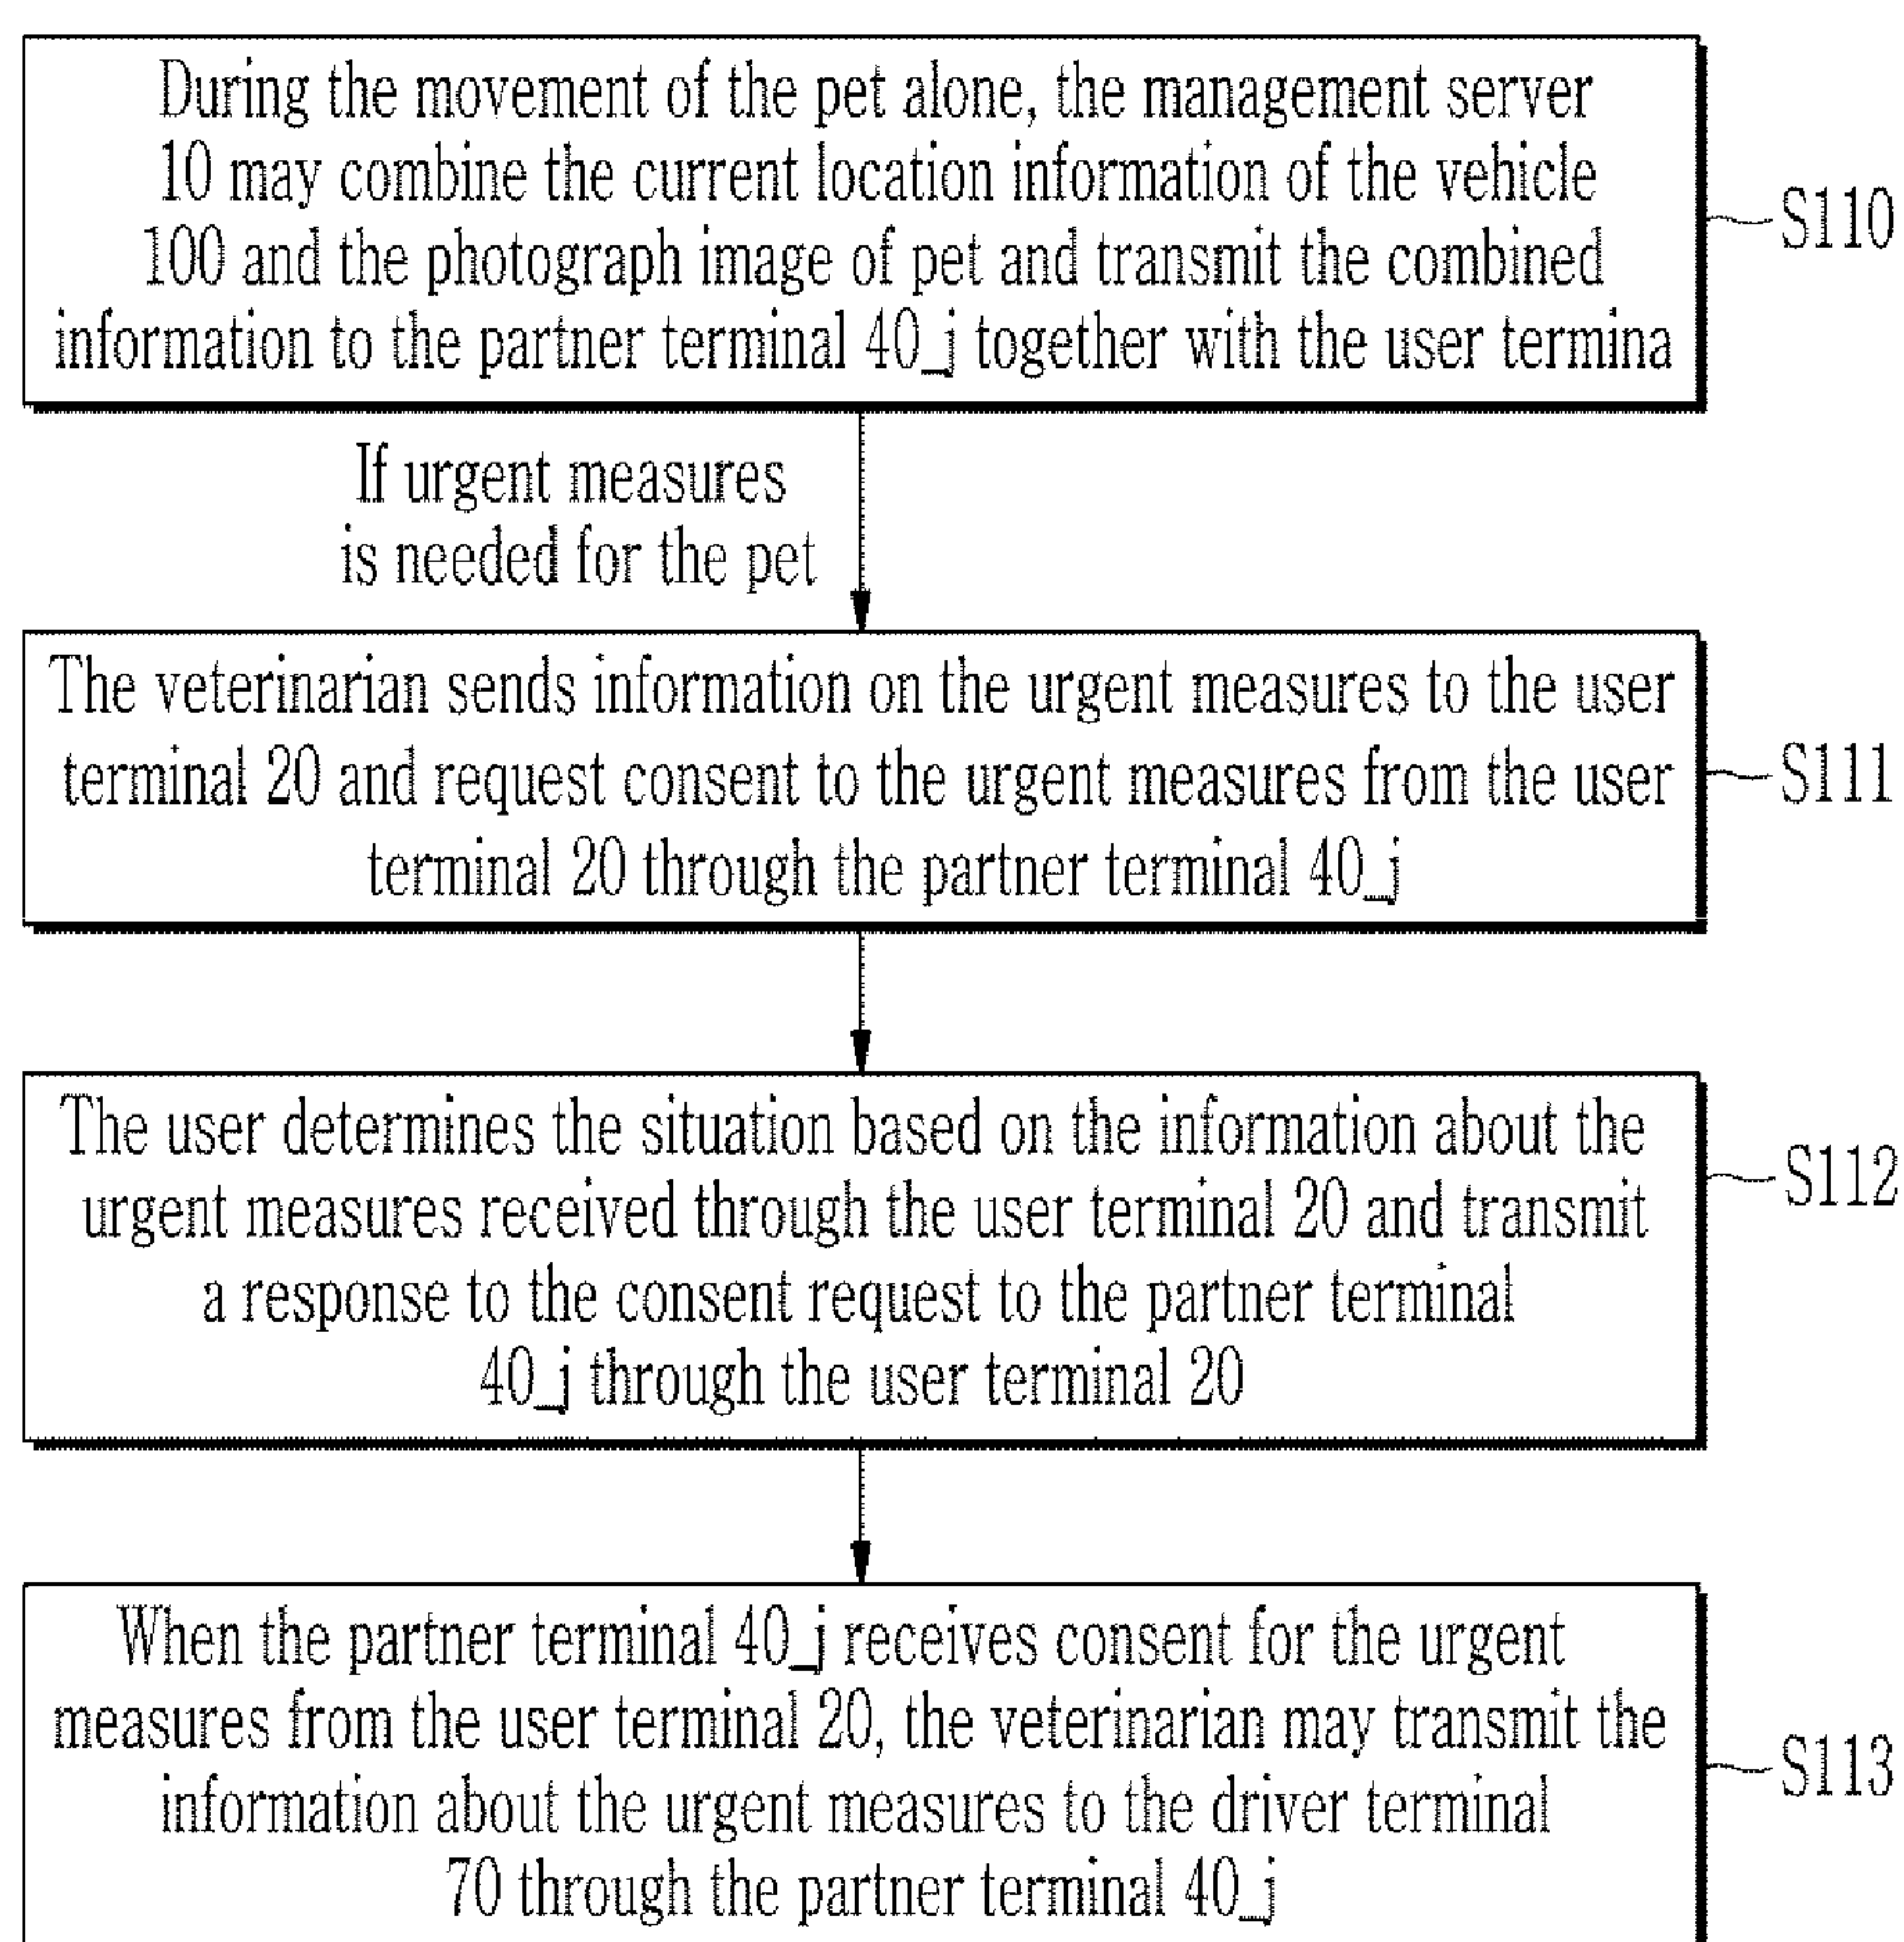 During the movement of the pet alone, the management server
10 may combine the current location information of the vehicle
100 and the photograph image of pet and transmit the combined
information to the partner terminal 40_j together with the user termina
S110
If urgent measures
is needed for the pet
The veterinarian sends information on the urgent measures to the user
terminal 20 and request consent to the urgent measures from the user
terminal 20 through the partner terminal 40_j
S111
The user determines the situation based on the information about the
urgent measures received through the user terminal 20 and transmit
a response to the consent request to the partner terminal
40_j through the user terminal 20
S112
When the partner terminal 40_j receives consent for the urgent
measures from the user terminal 20, the veterinarian may transmit the
information about the urgent measures to the driver terminal
70 through the partner terminal 40_j
S113